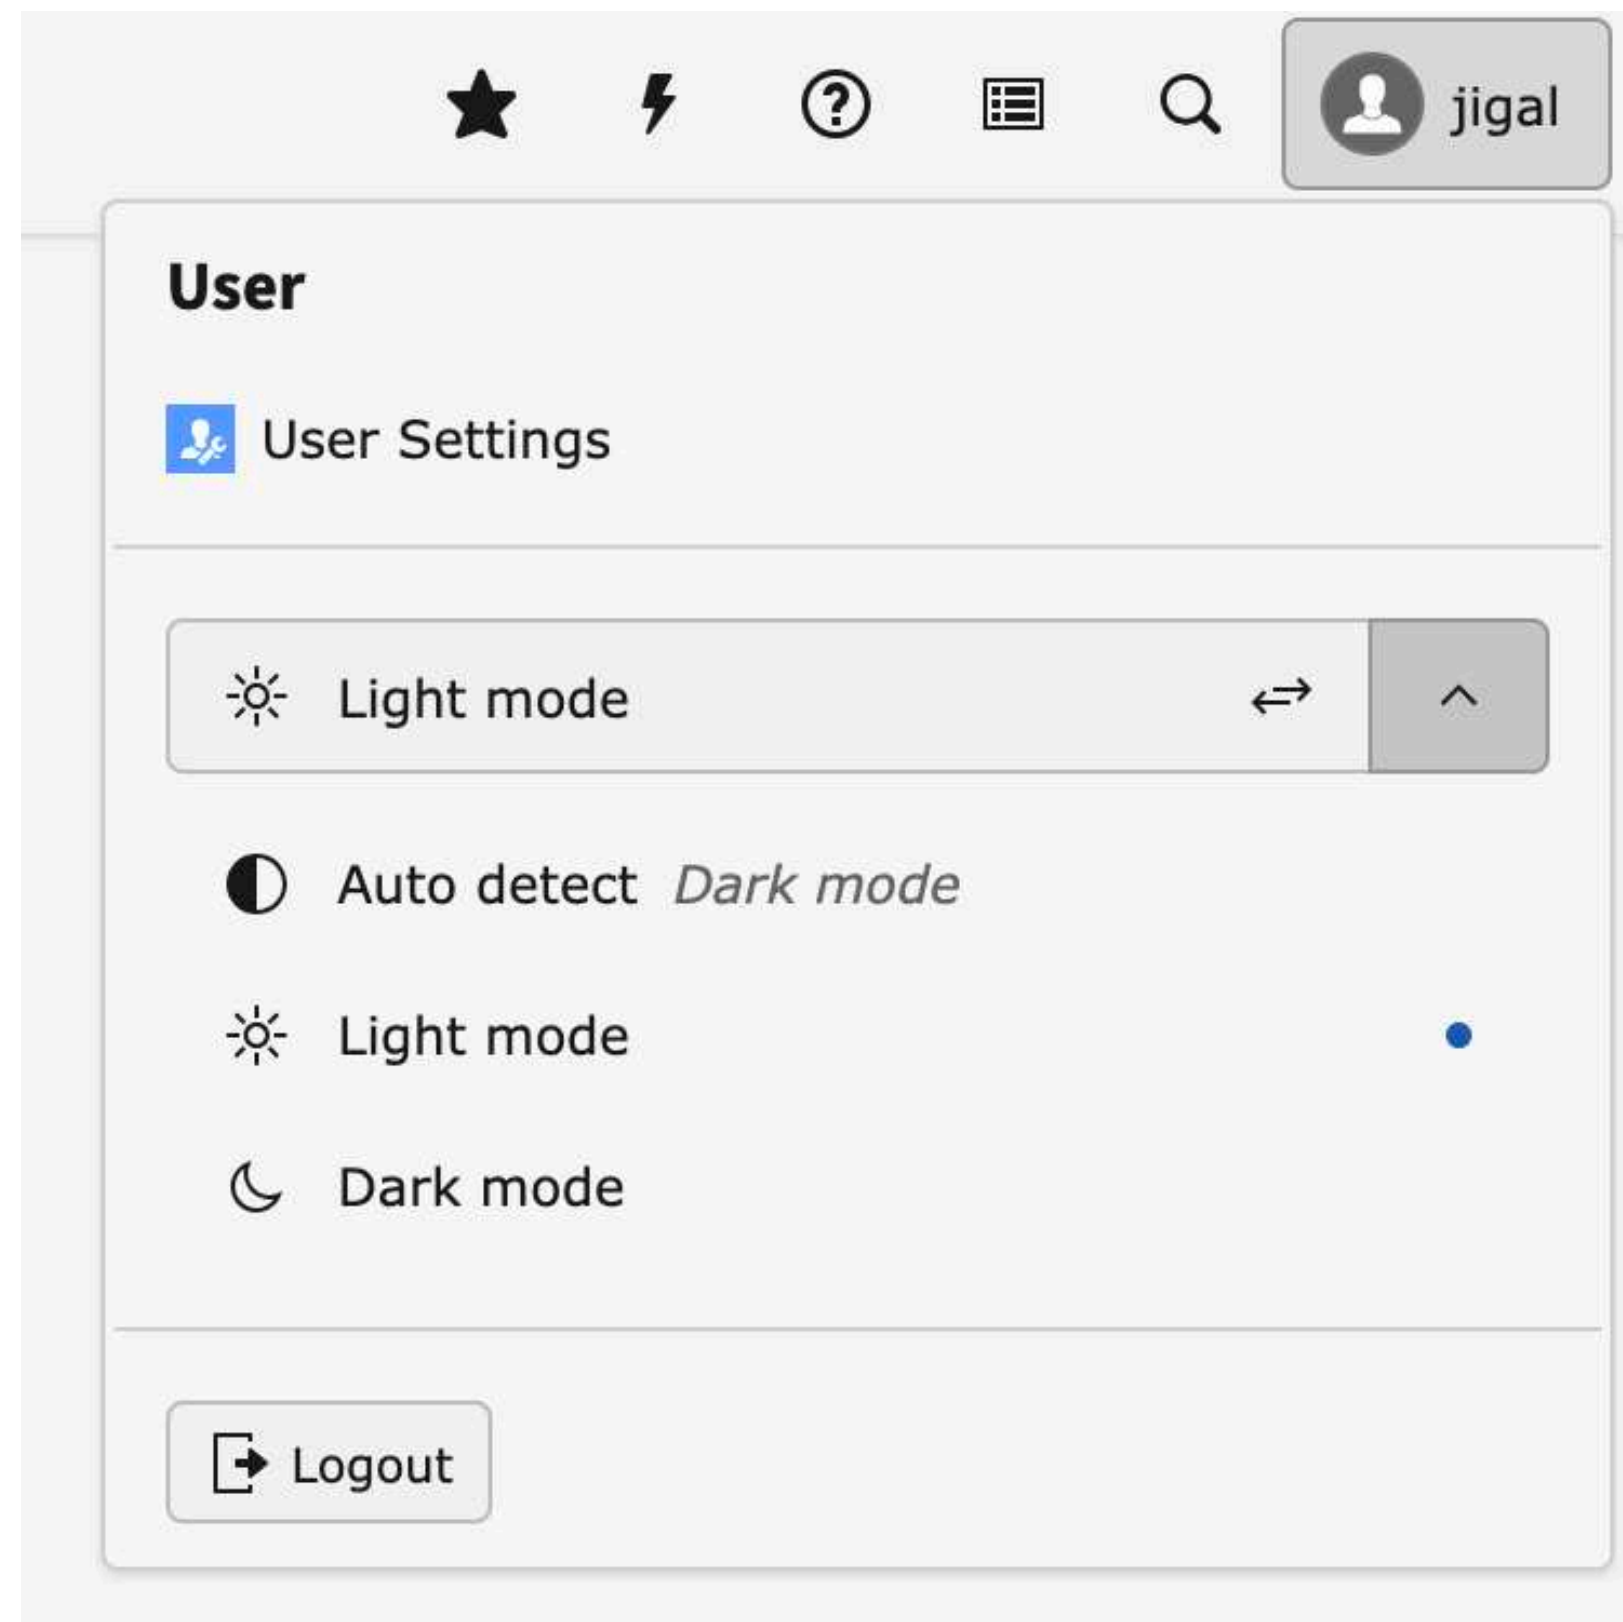 jigal
User
User Settings
Light mode
Auto detect Dark mode
Light mode
Dark mode
Logout